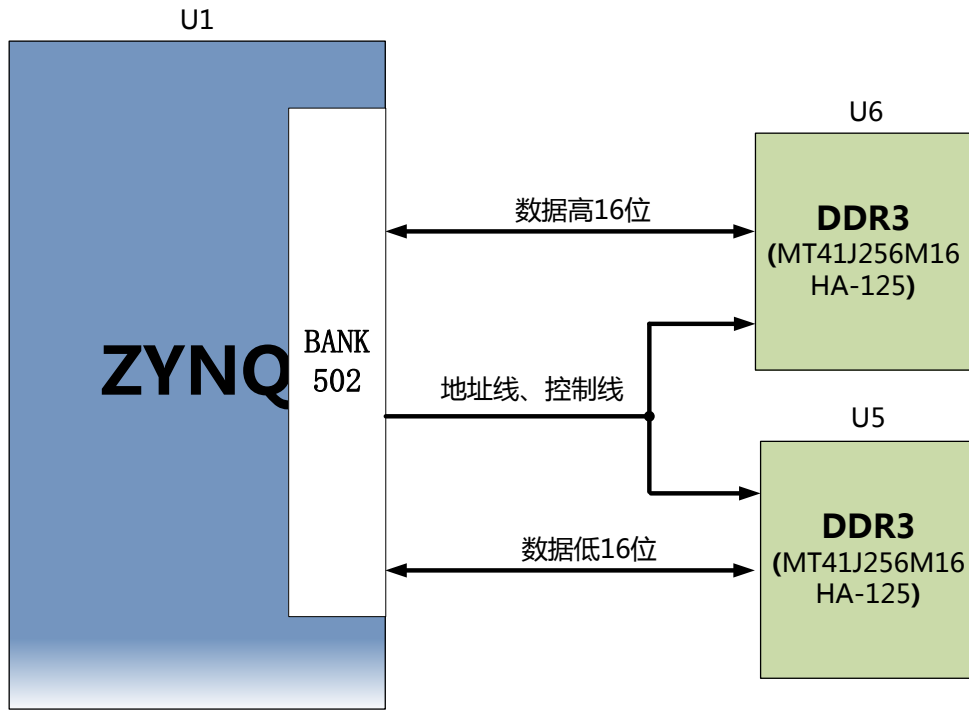 U1
ZYNQ
BANK
502
数据高16位
地址线、控制线
数据低16位
U6
DDR3
(MT41J256M16
HA-125)
U5
DDR3
(MT41J256M16
HA-125)